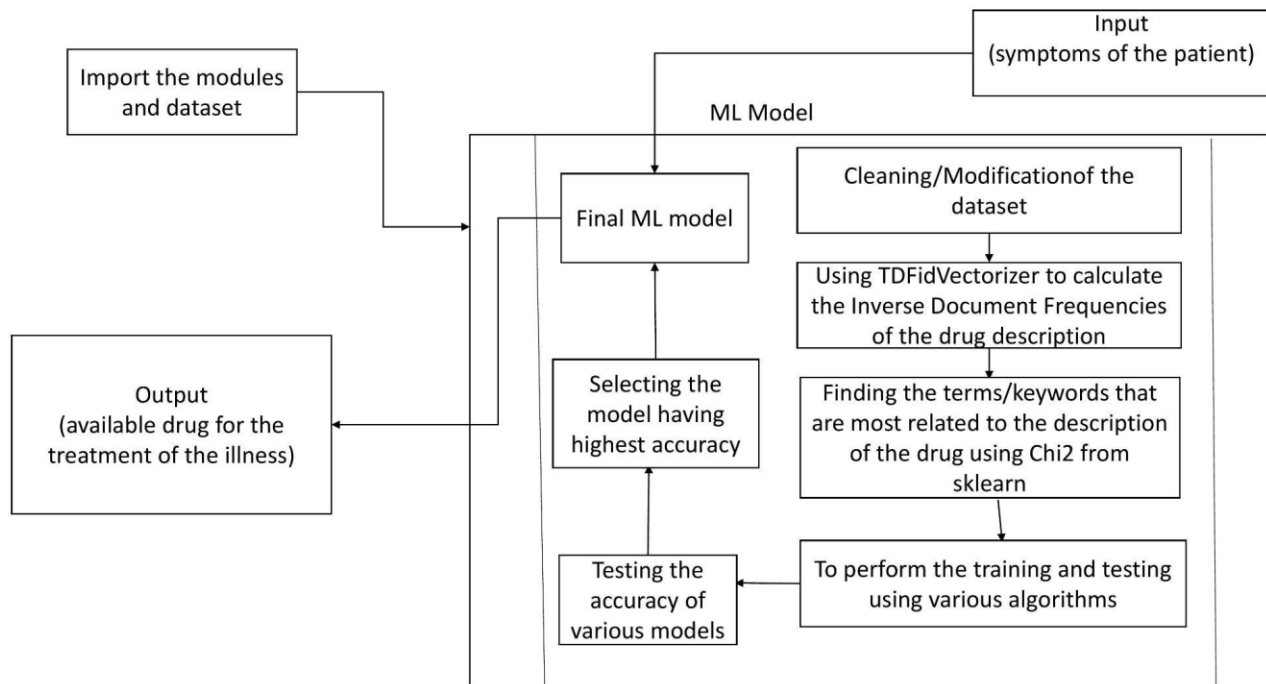 Input
(symptoms of the patient)
Import the modules
and dataset
ML Model
Cleaning/Modificationof the
dataset
Final ML model
Using TDFidVectorizer to calculate
the Inverse Document Frequencies
of the drug description
Output
(available drug for the
treatment of the illness)
Selecting the
model having
highest accuracy
Finding the terms/keywords that
are most related to the description
of the drug using Chi2 from
sklearn
Testing the
accuracy of
various models
To perform the training and testing
using various algorithms